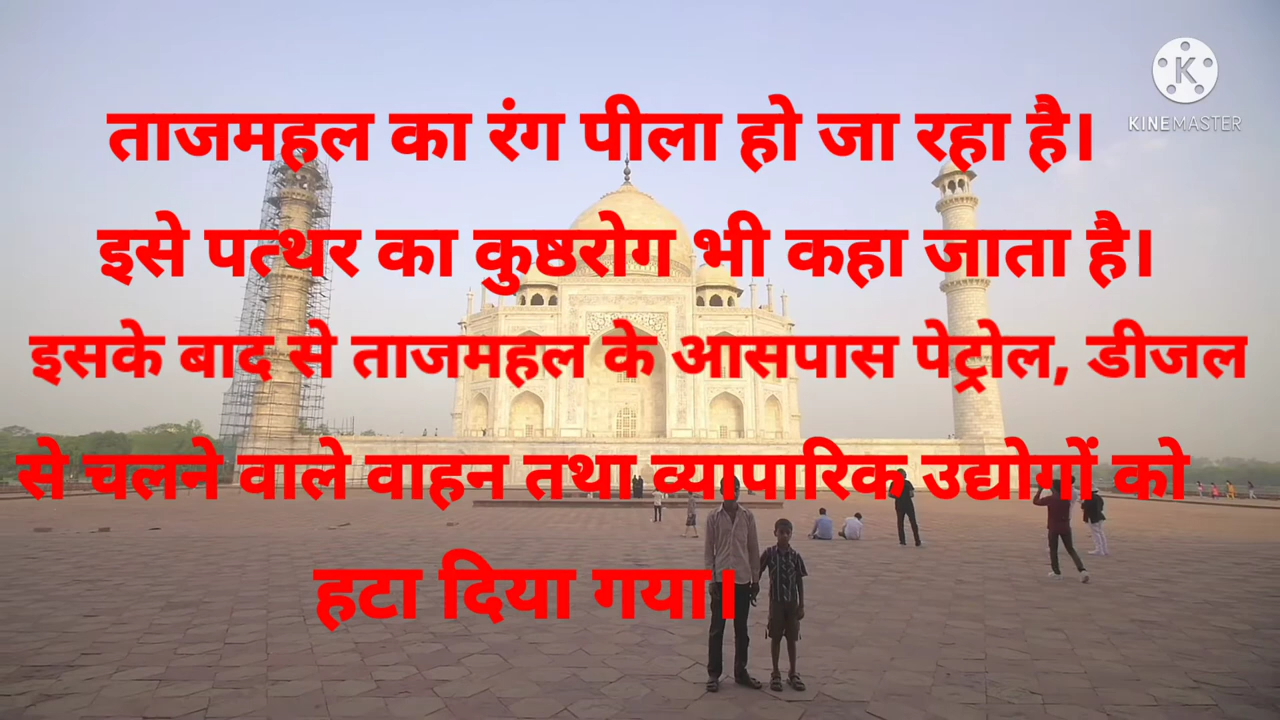 KINEMASTER
ताजमहल का रंग पीला हो जा रहा है।
इसे पत्थर का कुष्ठरोग भी कहा जाता है।
इसके बाद से ताजमहल के आसपास पेट्रोल, डीजल
से चलने वाले वाहन तथा व्यापारिक उद्योगों को
हटा दिया गया।